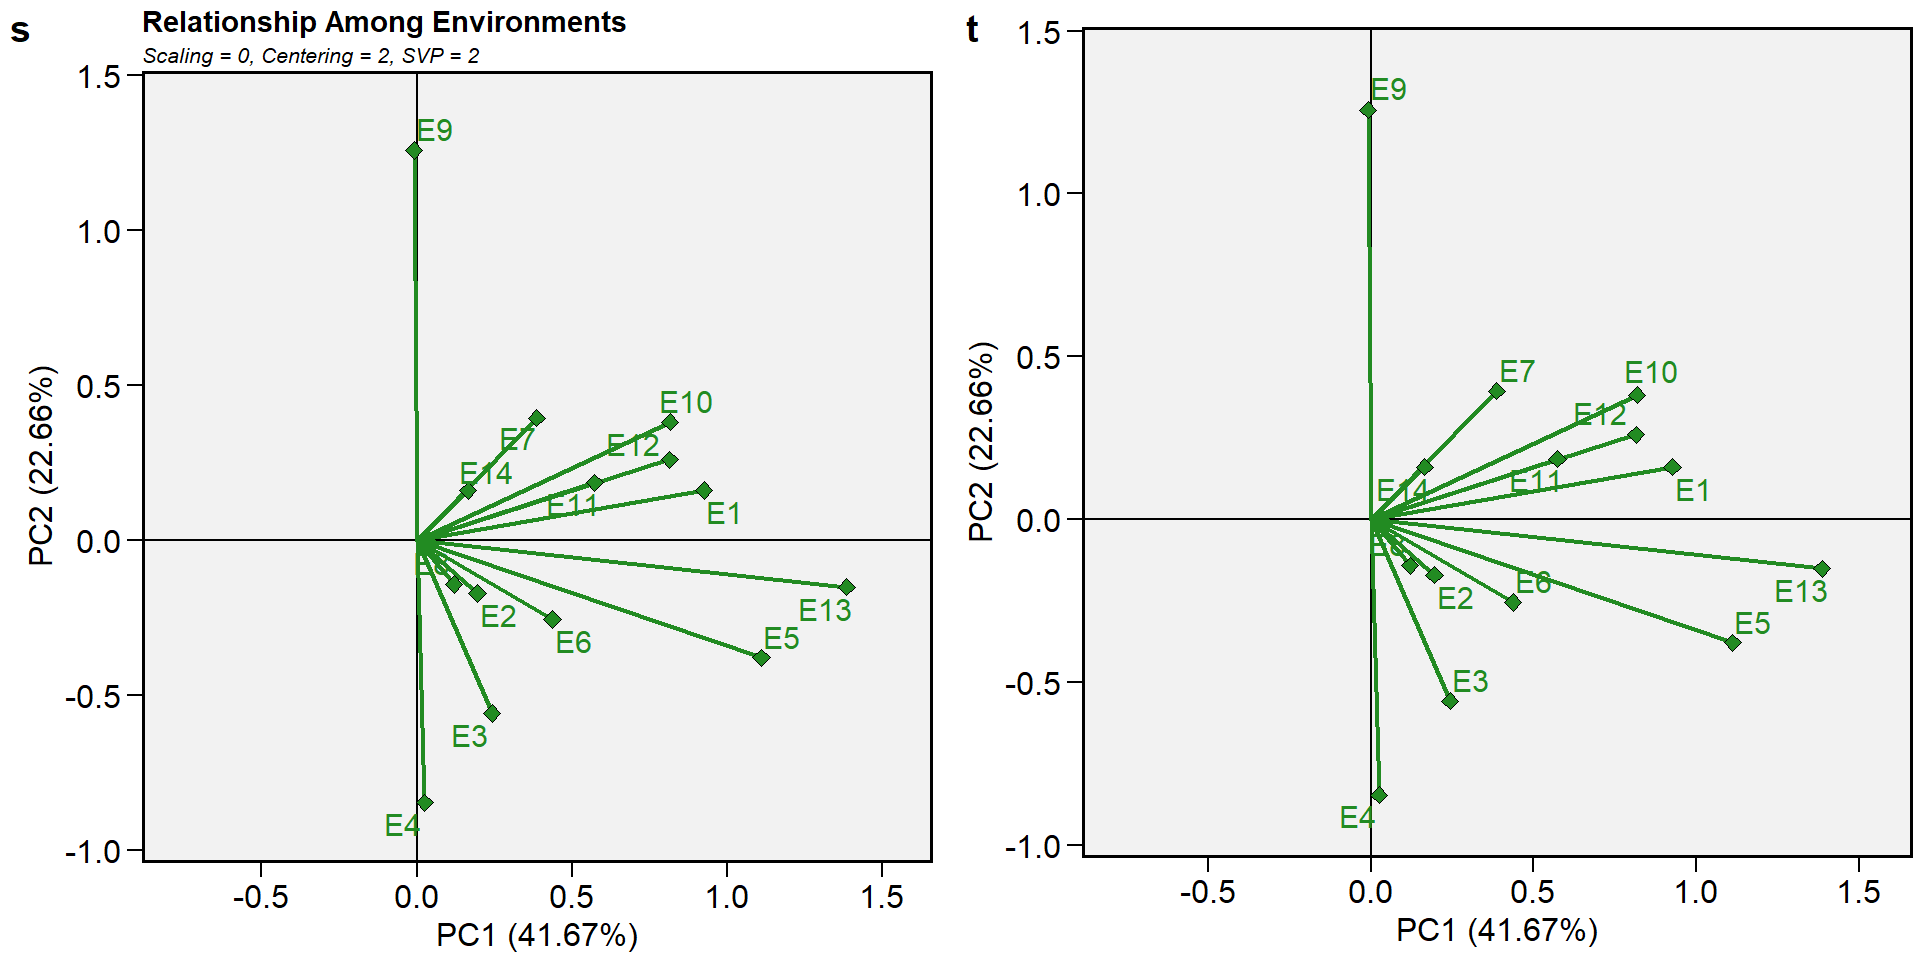 s
Relationship Among Environments
Scaling = 0, Centering = 2, SVP = 2
1.5
1.0
0.5
0.0
-0.5
-1.0
PC2 (22.66%)
E9
E7
E10
E12
E14
E11
E1
E8
E2
E6
E13
E5
E3
E4
-0.5
0.0
0.5
1.0
1.5
PC1 (41.67%)
t
1.5
1.0
0.5
0.0
-0.5
-1.0
PC2 (22.66%)
E9
E7
E10
E12
E11
E14
E1
E8
E6
E2
E13
E5
E3
E4
-0.5
0.0
0.5
1.0
1.5
PC1 (41.67%)